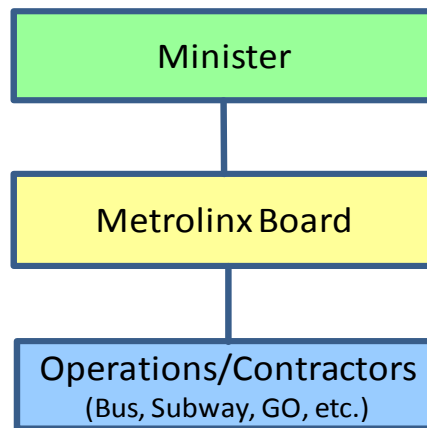 Minister
Metrolinx Board
Operations/Contractors
(Bus, Subway, GO, etc.)